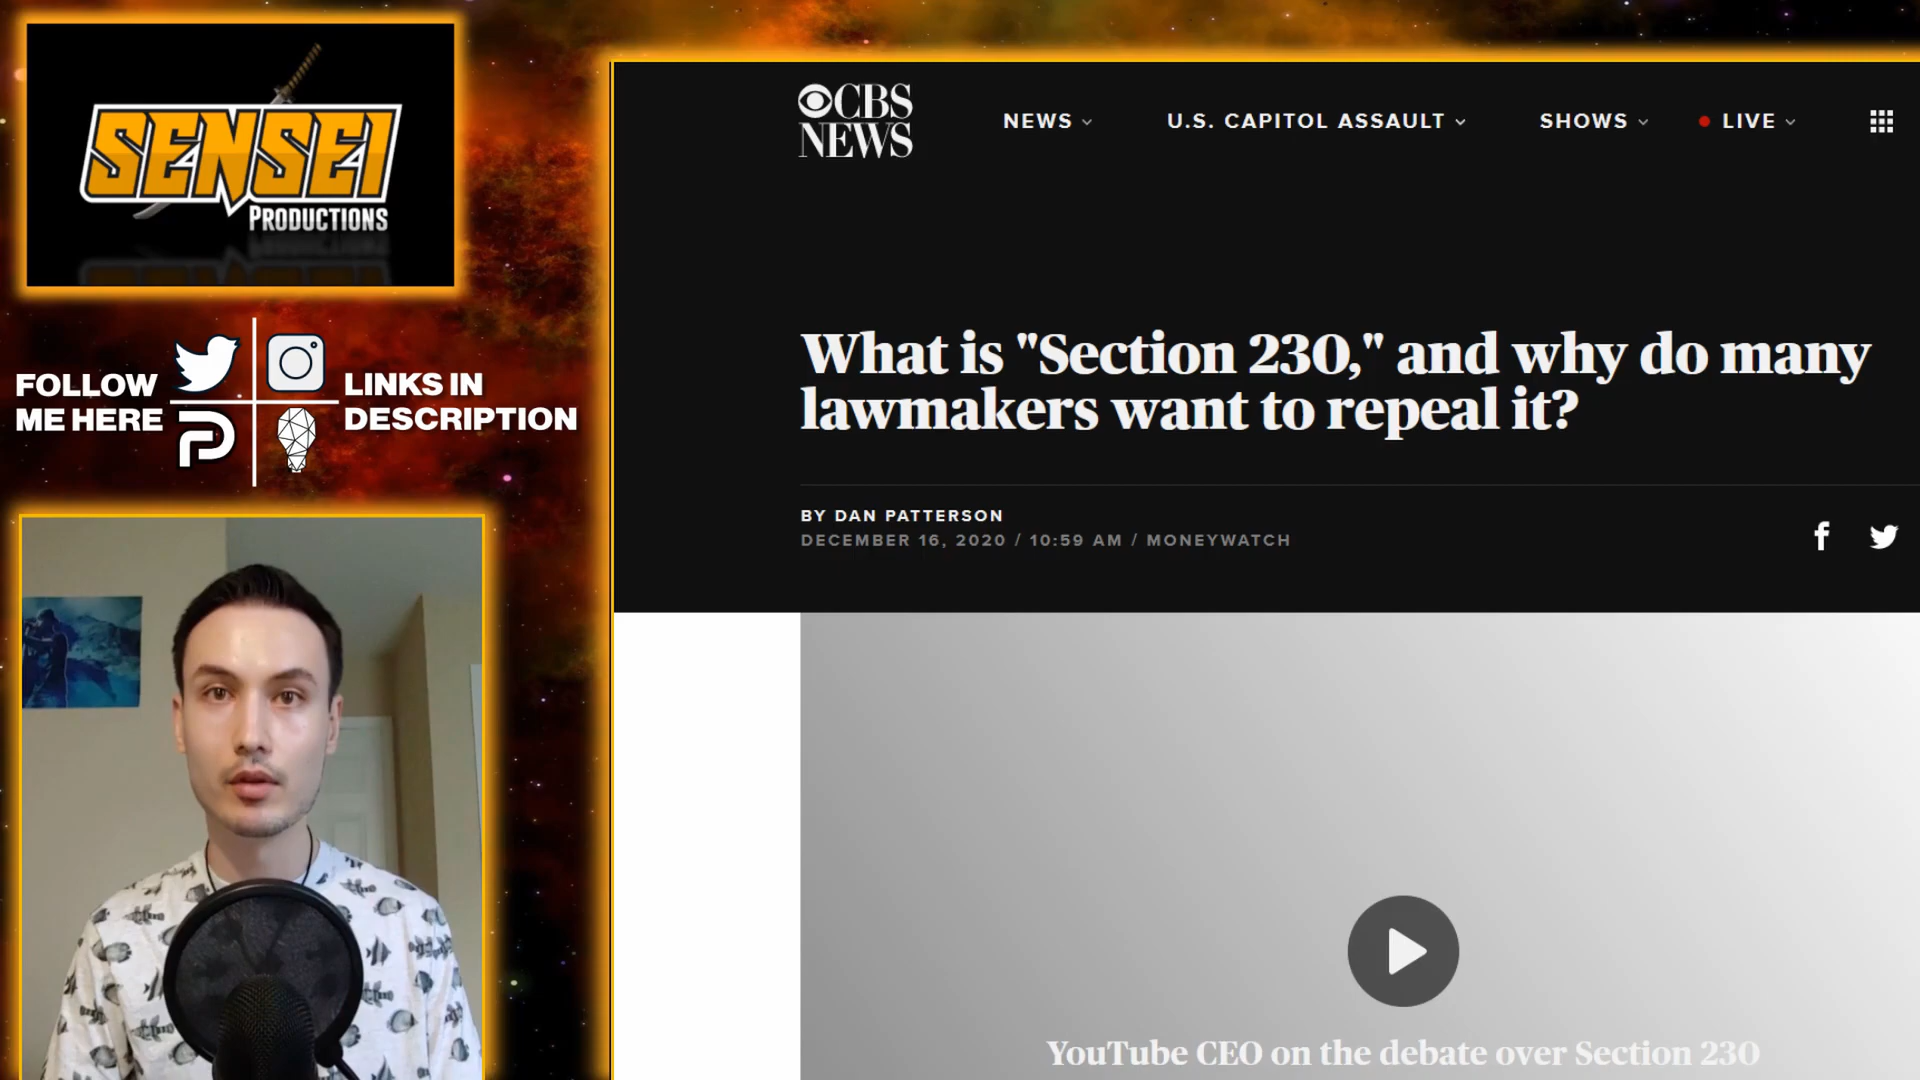 SENSEI
PRODUCTIONS
FOLLOW
ME HERE
LINKS IN
DESCRIPTION
CBS
NEWS
NEWS
U.S. CAPITOL ASSAULT
SHOWS
LIVE
What is "Section 230," and why do many
lawmakers want to repeal it?
BY DAN PATTERSON
DECEMBER 16, 2020 / 10:59 AM / MONEYWATCH
YouTube CEO on the debate over Section 230